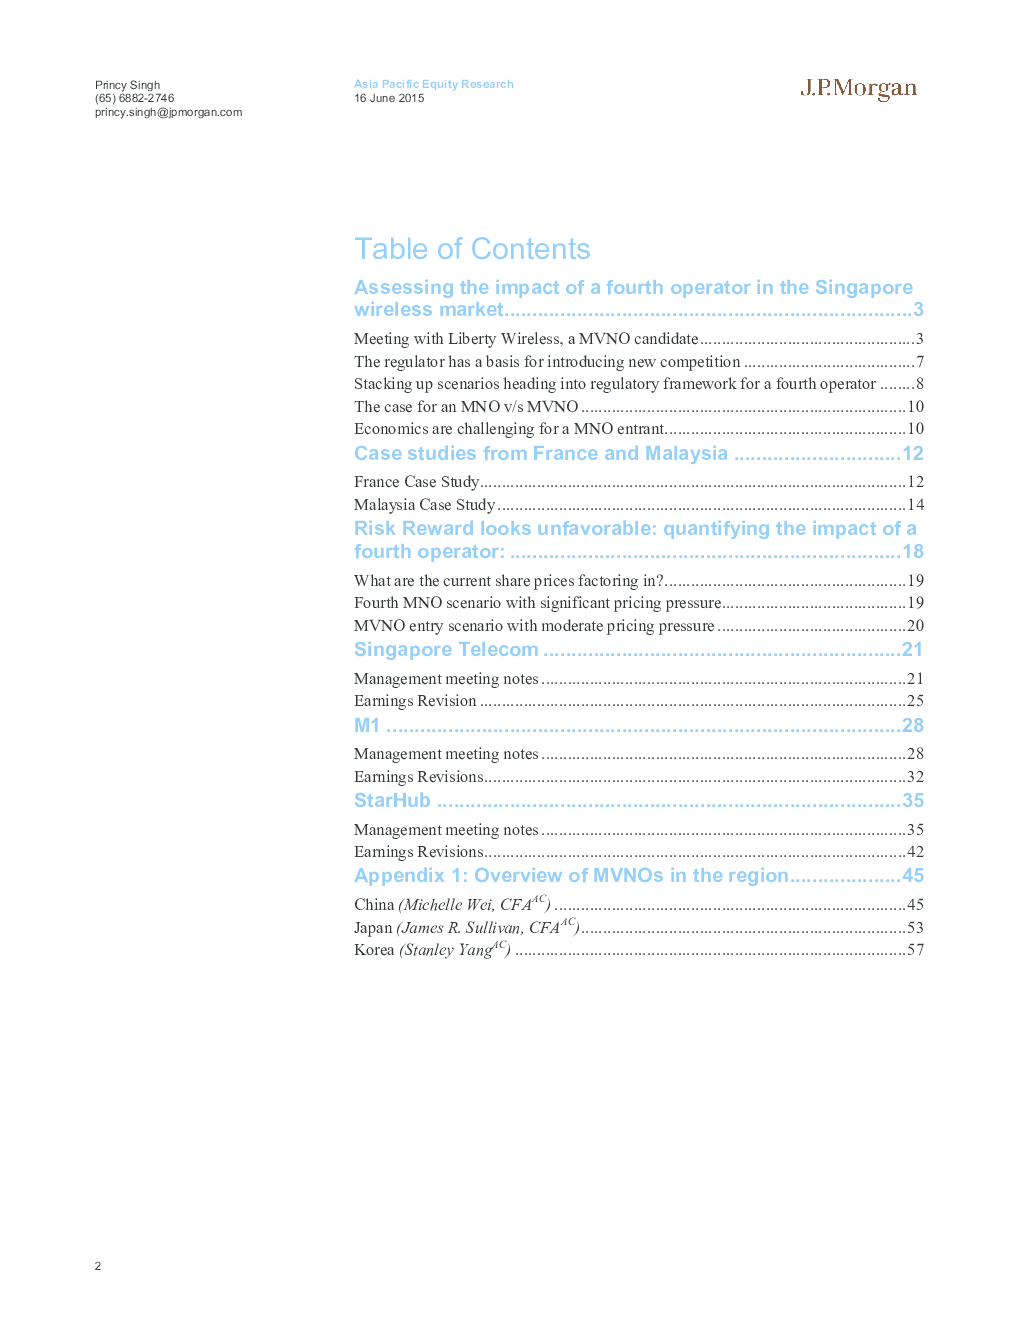 Princy Singh
(65) 6882-2746
princy.singh@jpmorgan.com
Asia Pacific Equity Research
16 June 2015
J.P.Morgan
Table of Contents
Assessing the impact of a fourth operator in the Singapore
wireless market.........................................................................3
Meeting with Liberty Wireless, a MVNO candidate.................................................3
The regulator has a basis for introducing new competition .......................................7
Stacking up scenarios heading into regulatory framework for a fourth operator ........8
The case for an MNO v/s MVNO ..........................................................................10
Economics are challenging for a MNO entrant.......................................................10
Case studies from France and Malaysia ..............................12
France Case Study.................................................................................................12
Malaysia Case Study.............................................................................................14
Risk Reward looks unfavorable: quantifying the impact of a
fourth operator: ......................................................................18
What are the current share prices factoring in?.......................................................19
Fourth MNO scenario with significant pricing pressure..........................................19
MVNO entry scenario with moderate pricing pressure ...........................................20
Singapore Telecom ................................................................21
Management meeting notes ...................................................................................21
Earnings Revision .................................................................................................25
M1 ............................................................................................28
Management meeting notes ...................................................................................28
Earnings Revisions................................................................................................32
StarHub ...................................................................................35
Management meeting notes ...................................................................................35
Earnings Revisions................................................................................................42
Appendix 1: Overview of MVNOs in the region....................45
China (Michelle Wei, CFAAC) ................................................................................45
Japan (James R. Sullivan, CFAAC)..........................................................................53
Korea (Stanley YangAC) .........................................................................................57
2